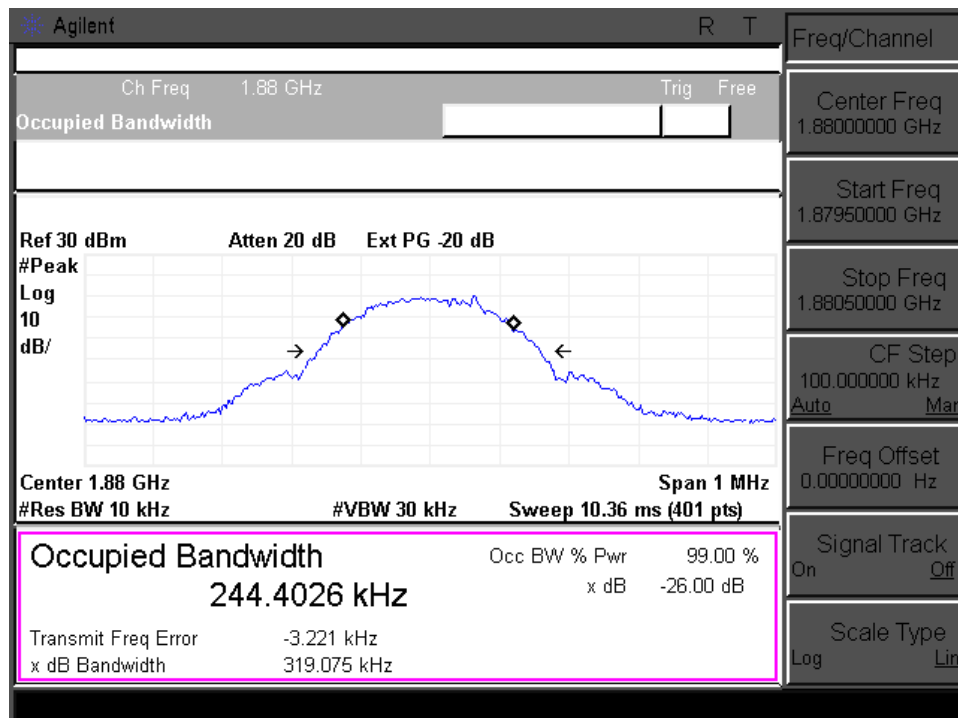 Agilent R T
Ch Freq 1.88 GHz Trig Free
Occupied Bandwidth
Ref 30 dBm Atten 20 dB Ext PG -20 dB
#Peak
Log
10
dB/
Center 1.88 GHz Span 1 MHz
#Res BW 10 kHz #VBW 30 kHz Sweep 10.36 ms (401 pts)
Occupied Bandwidth Occ BW % Pwr 99.00 %
244.4026 kHz x dB -26.00 dB
Transmit Freq Error -3.221 kHz
x dB Bandwidth 319.075 kHz
Freq/Channel
Center Freq
1.88000000 GHz
Start Freq
1.87950000 GHz
Stop Freq
1.88050000 GHz
CF Step
100.000000 kHz
Auto Man
Freq Offset
0.00000000 Hz
Signal Track
On Off
Scale Type
Log Lin